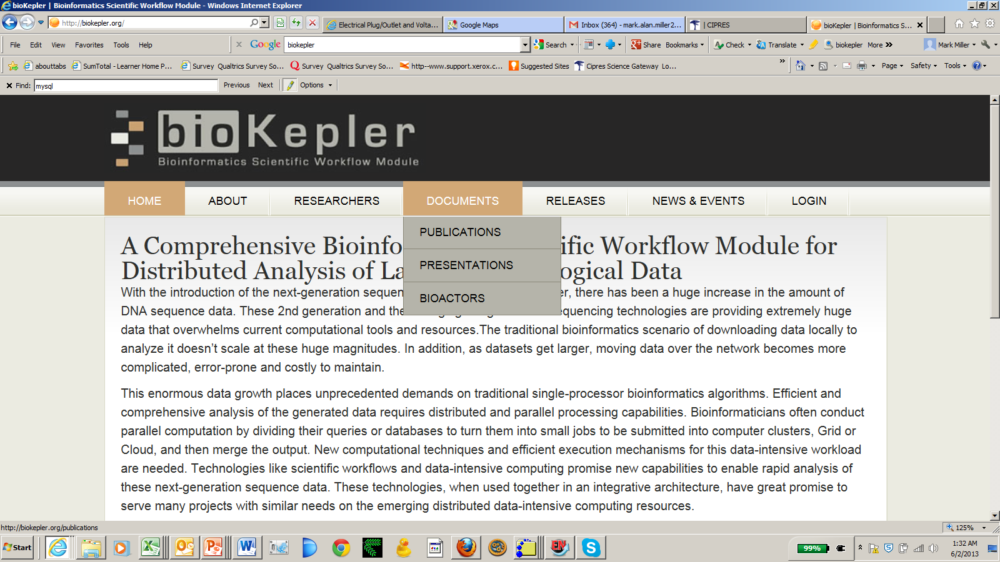 bioKepler | Bioinformatics Scientific Workflow Module - Windows Internet Explorer
http://biokepler.org/
Electrical Plug/Outlet and Volta...
Google Maps
Inbox (364) - mark.alan.miller2...
| CIPRES
bioKepler | Bioinformatics S...
File Edit View Favorites Tools Help
Google biokepler Search Share Bookmarks Check Translate biokepler More Mark Miller
abouttabs SumTotal - Learner Home P... Survey Qualtrics Survey So... Survey Qualtrics Survey So... http--www.support.xerox.c... Suggested Sites Cipres Science Gateway Lo... Page Safety Tools
Find: mysql Previous Next Options
bioKepler
Bioinformatics Scientific Workflow Module
HOME ABOUT RESEARCHERS DOCUMENTS RELEASES NEWS & EVENTS LOGIN
PUBLICATIONS
PRESENTATIONS
BIOACTORS
A Comprehensive Bioinfo ific Workflow Module for
Distributed Analysis of La ogical Data
With the introduction of the next-generation sequen r, there has been a huge increase in the amount of
DNA sequence data. These 2nd generation and the equencing technologies are providing extremely huge
data that overwhelms current computational tools and resources.The traditional bioinformatics scenario of downloading data locally to
analyze it doesn’t scale at these huge magnitudes. In addition, as datasets get larger, moving data over the network becomes more
complicated, error-prone and costly to maintain.
This enormous data growth places unprecedented demands on traditional single-processor bioinformatics algorithms. Efficient and
comprehensive analysis of the generated data requires distributed and parallel processing capabilities. Bioinformaticians often conduct
parallel computation by dividing their queries or databases to turn them into small jobs to be submitted into computer clusters, Grid or
Cloud, and then merge the output. New computational techniques and efficient execution mechanisms for this data-intensive workload
are needed. Technologies like scientific workflows and data-intensive computing promise new capabilities to enable rapid analysis of
these next-generation sequence data. These technologies, when used together in an integrative architecture, have great promise to
serve many projects with similar needs on the emerging distributed data-intensive computing resources.
http://biokepler.org/publications
125%
Start
99%
1:32 AM
6/2/2013